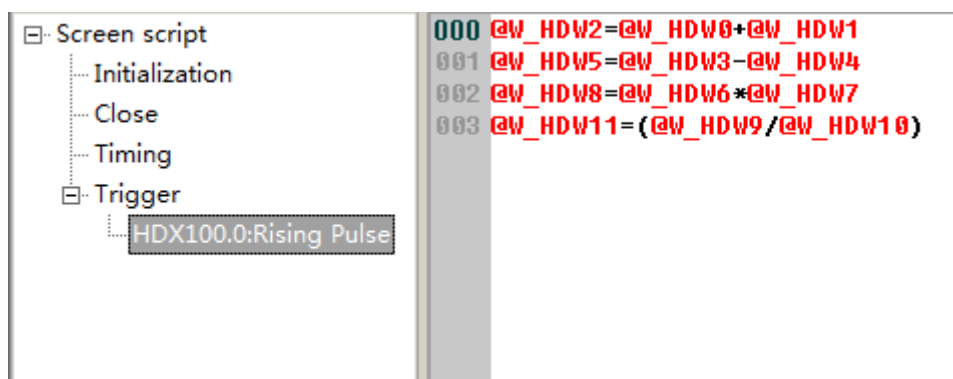 Screen script
Initialization
Close
Timing
Trigger
HDX100.0:Rising Pulse
000 @W_HDW2=@W_HDW0+@W_HDW1
001 @W_HDW5=@W_HDW3-@W_HDW4
002 @W_HDW8=@W_HDW6*@W_HDW7
003 @W_HDW11=(@W_HDW9/@W_HDW10)